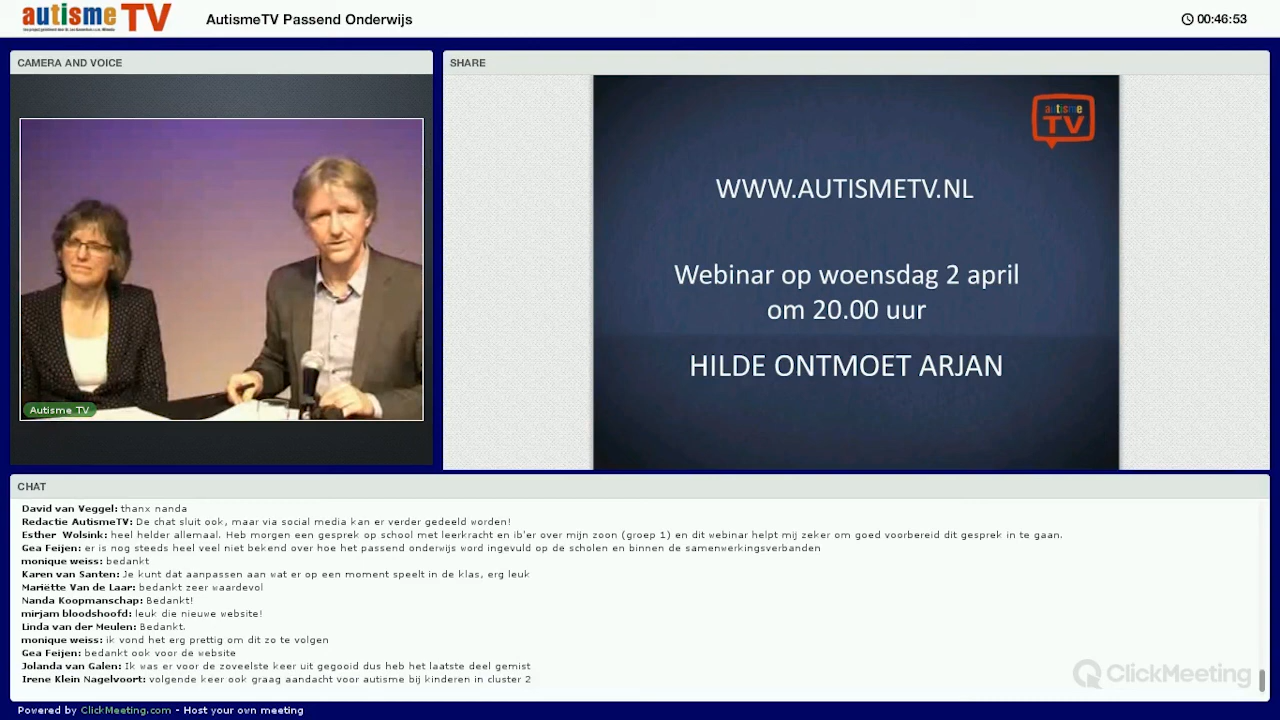 autisme TV
AutismeTV Passend Onderwijs
00:46:53
CAMERA AND VOICE
Autisme TV
SHARE
autisme
TV
WWW.AUTISMETV.NL
Webinar op woensdag 2 april
om 20.00 uur
HILDE ONTMOET ARJAN
CHAT
David van Veggel: thanx nanda
Redactie AutismeTV: De chat sluit ook, maar via social media kan er verder gedeeld worden!
Esther Wolsink: heel helder allemaal. Heb morgen een gesprek op school met leerkracht en ib'er over mijn zoon (groep 1) en dit webinar helpt mij zeker om goed voorbereid dit gesprek in te gaan.
Gea Feijen: er is nog steeds heel veel niet bekend over hoe het passend onderwijs word ingevuld op de scholen en binnen de samenwerkingsverbanden
monique weiss: bedankt
Karen van Santen: Je kunt dat aanpassen aan wat er op een moment speelt in de klas, erg leuk
Mariëtte Van de Laar: bedankt zeer waardevol
Nanda Koopmanschap: Bedankt!
mirjam bloodshoofd: leuk die nieuwe website!
Linda van der Meulen: Bedankt.
monique weiss: ik vond het erg prettig om dit zo te volgen
Gea Feijen: bedankt ook voor de website
Jolanda van Galen: Ik was er voor de zoveelste keer uit gegooid dus heb het laatste deel gemist
Irene Klein Nagelvoort: volgende keer ook graag aandacht voor autisme bij kinderen in cluster 2
ClickMeeting
Powered by ClickMeeting.com - Host your own meeting